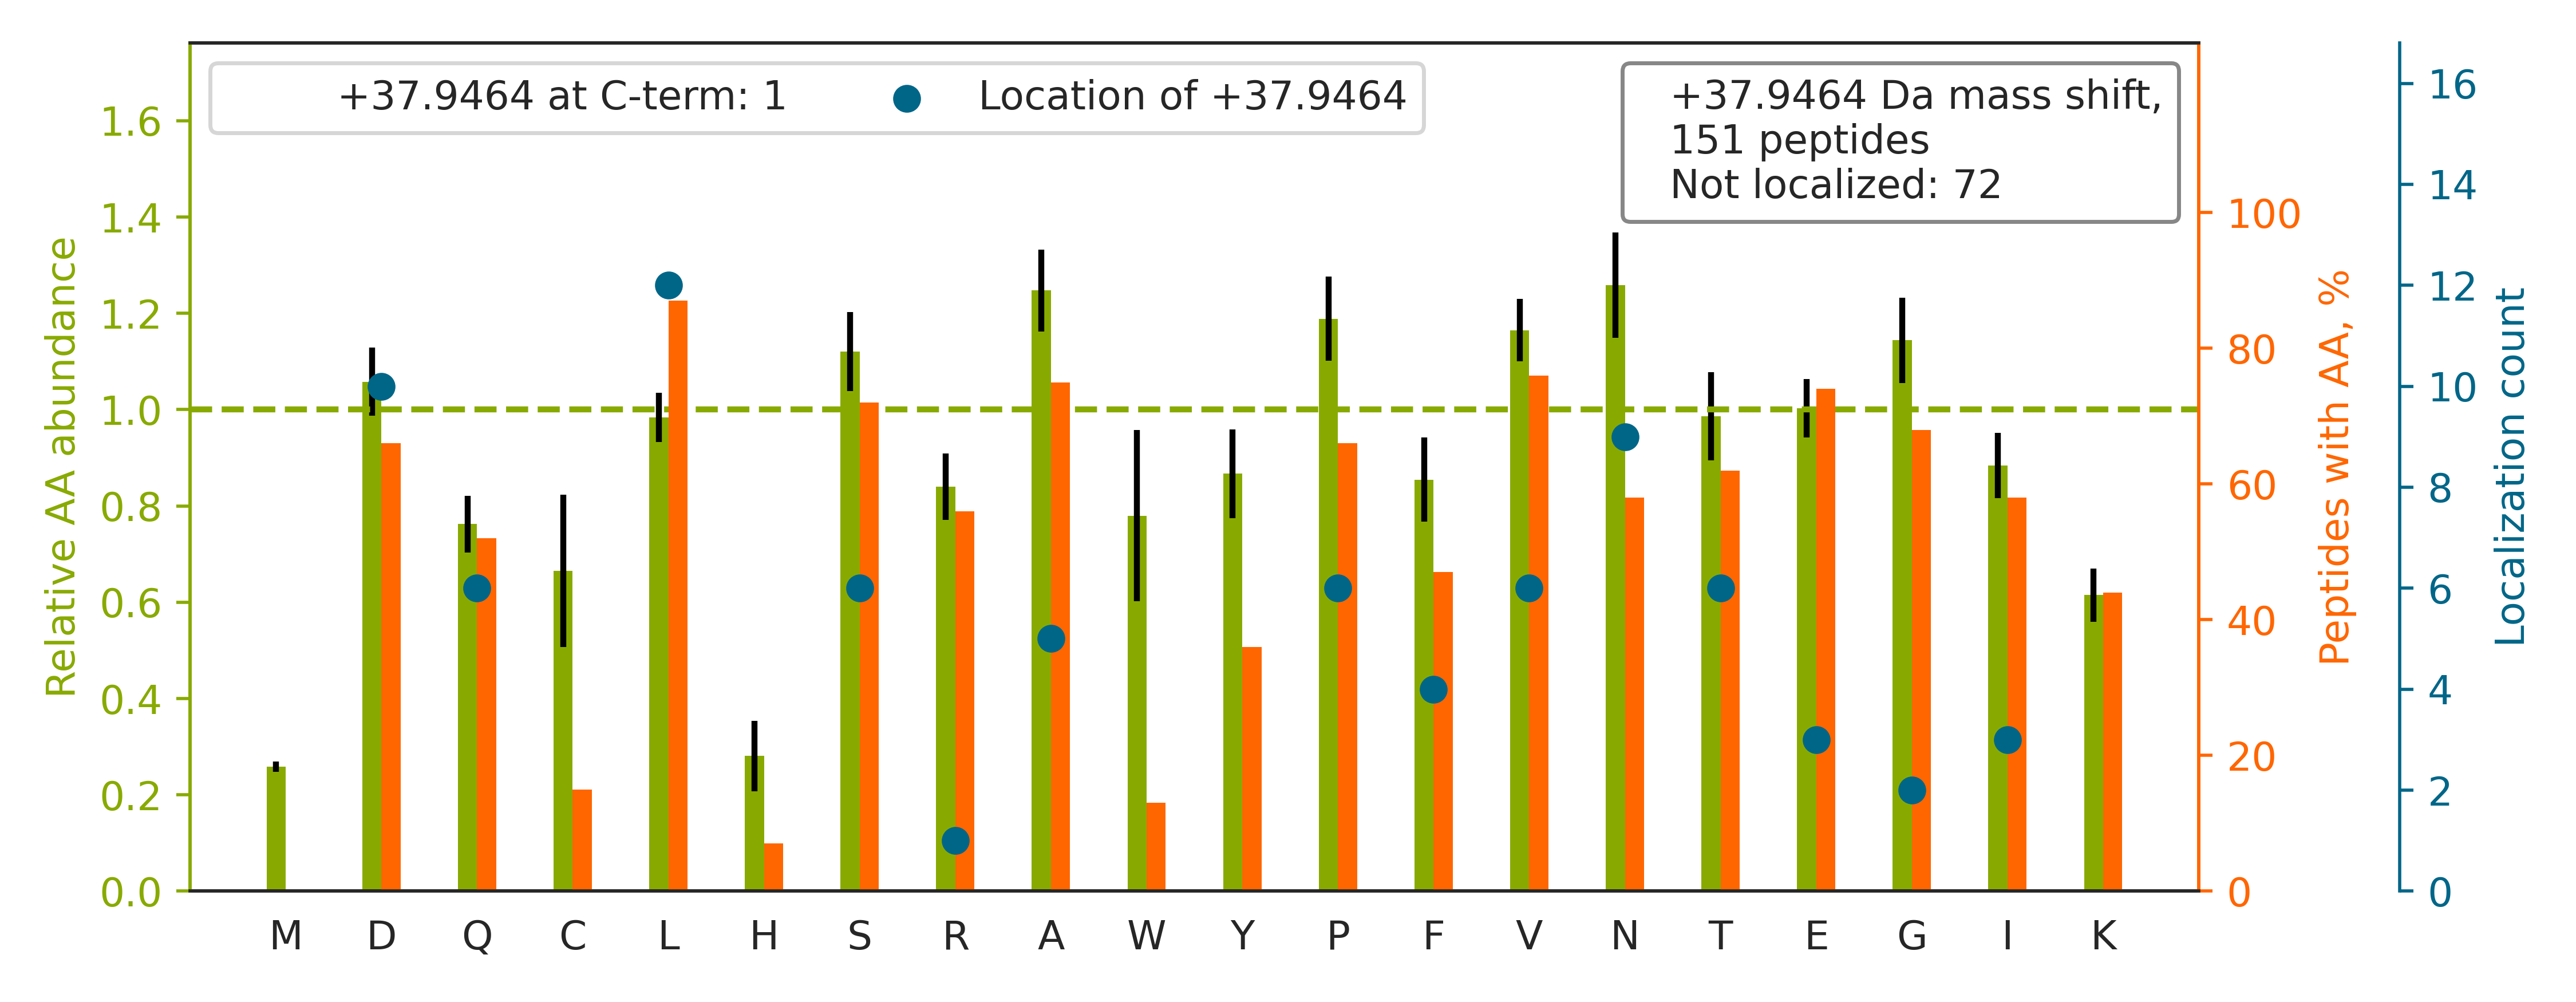 +37.9464 at C-term: 1
Location of +37.9464
+37.9464 Da mass shift,
151 peptides
Not localized: 72
Relative AA abundance
1.6
1.4
1.2
1.0
0.8
0.6
0.4
0.2
0.0
M D Q C L H S R A W Y P F V N T E G I K
100
80
60
40
20
0
Peptides with AA, %
16
14
12
10
8
6
4
2
0
Localization count